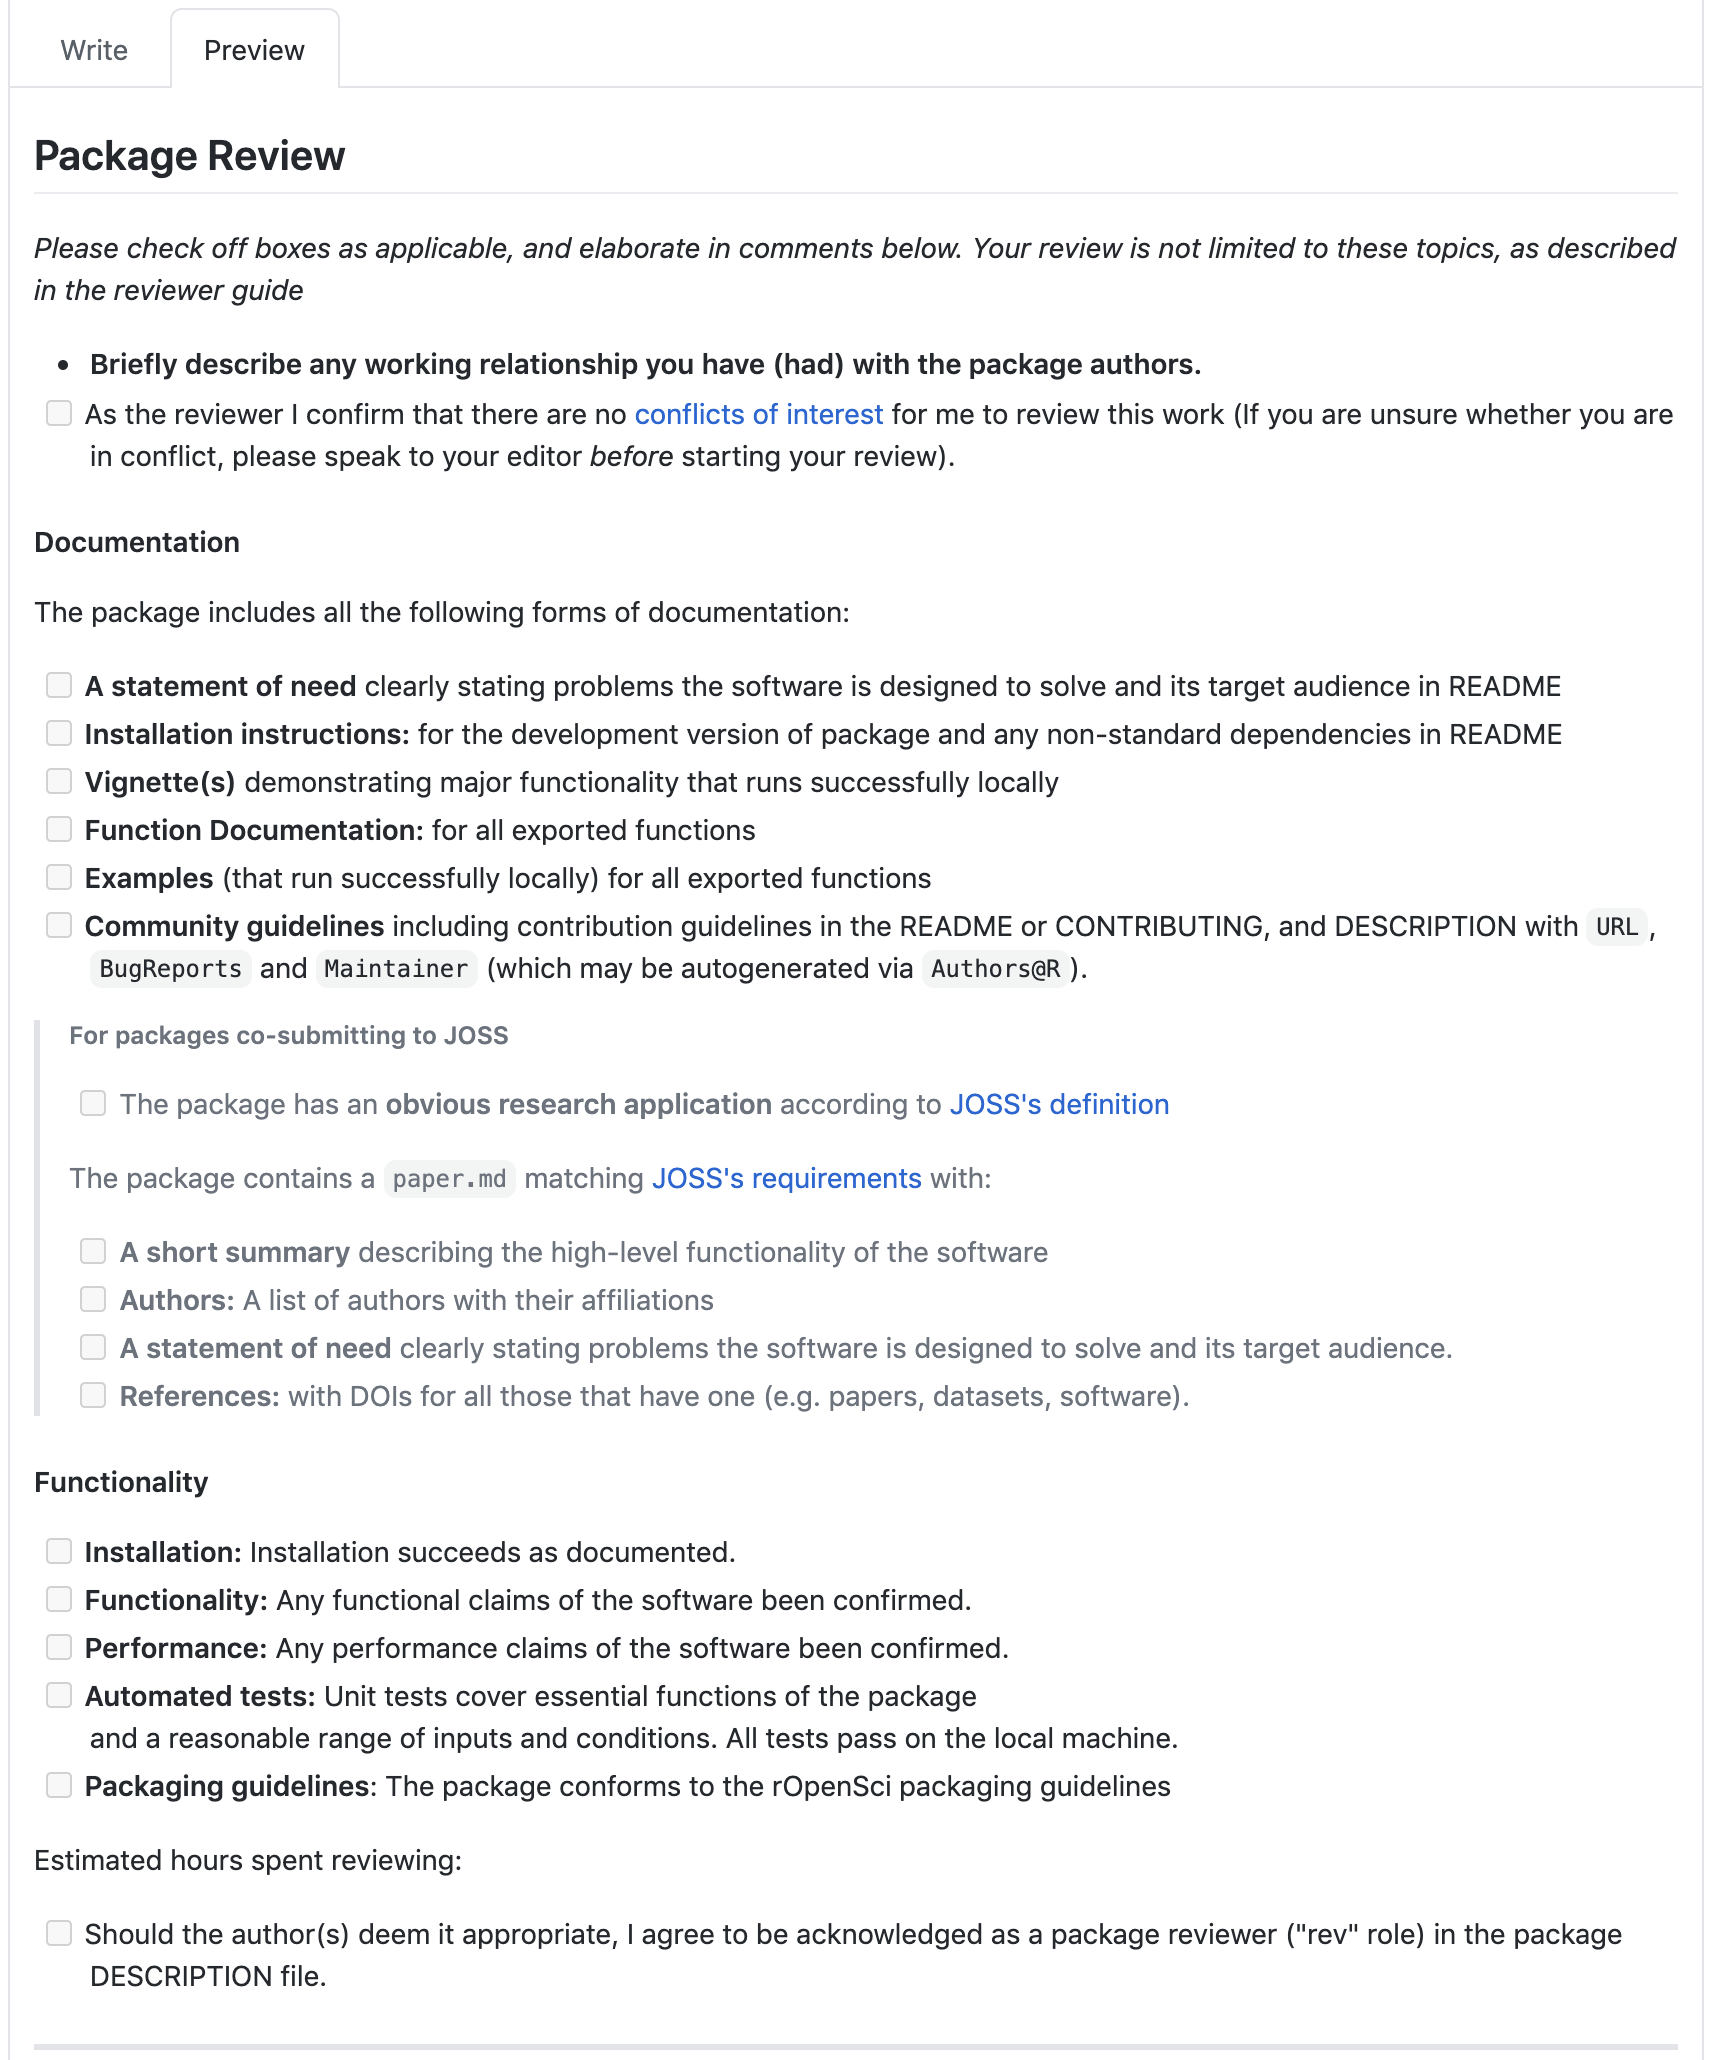 Write
Preview
Package Review
Please check off boxes as applicable, and elaborate in comments below. Your review is not limited to these topics, as described
in the reviewer guide
• Briefly describe any working relationship you have (had) with the package authors.
As the reviewer I confirm that there are no conflicts of interest for me to review this work (If you are unsure whether you are
in conflict, please speak to your editor before starting your review).
Documentation
The package includes all the following forms of documentation:
A statement of need clearly stating problems the software is designed to solve and its target audience in README
Installation instructions: for the development version of package and any non-standard dependencies in README
Vignette(s) demonstrating major functionality that runs successfully locally
Function Documentation: for all exported functions
Examples (that run successfully locally) for all exported functions
Community guidelines including contribution guidelines in the README or CONTRIBUTING, and DESCRIPTION with URL,
BugReports and Maintainer (which may be autogenerated via Authors@R).
For packages co-submitting to JOSS
The package has an obvious research application according to JOSS's definition
The package contains a paper.md matching JOSS's requirements with:
A short summary describing the high-level functionality of the software
Authors: A list of authors with their affiliations
A statement of need clearly stating problems the software is designed to solve and its target audience.
References: with DOIs for all those that have one (e.g. papers, datasets, software).
Functionality
Installation: Installation succeeds as documented.
Functionality: Any functional claims of the software been confirmed.
Performance: Any performance claims of the software been confirmed.
Automated tests: Unit tests cover essential functions of the package
and a reasonable range of inputs and conditions. All tests pass on the local machine.
Packaging guidelines: The package conforms to the rOpenSci packaging guidelines
Estimated hours spent reviewing:
Should the author(s) deem it appropriate, I agree to be acknowledged as a package reviewer ("rev" role) in the package
DESCRIPTION file.